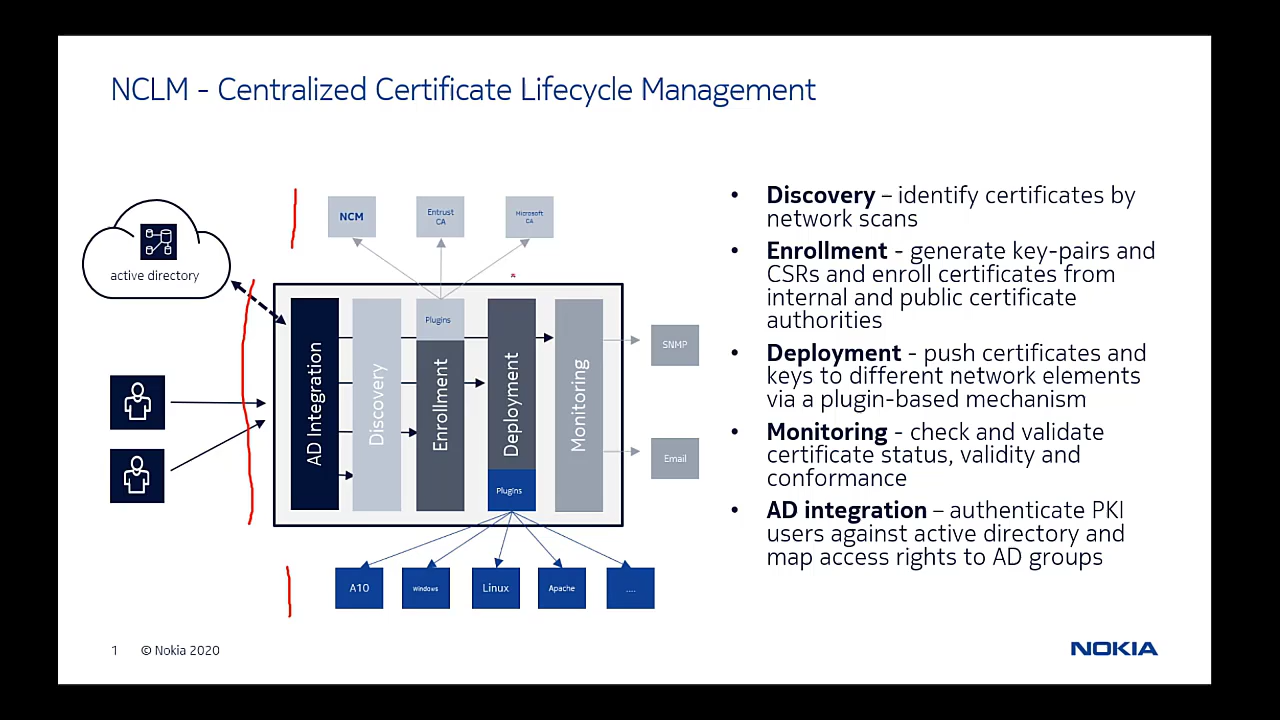 NCLM - Centralized Certificate Lifecycle Management
NCM
Entrust
CA
Microsoft
CA
active directory
Plugins
AD Integration
Discovery
Enrollment
Deployment
Monitoring
Plugins
SNMP
Email
A10
Windows
Linux
Apache
....
• Discovery – identify certificates by
network scans
• Enrollment - generate key-pairs and
CSRs and enroll certificates from
internal and public certificate
authorities
• Deployment - push certificates and
keys to different network elements
via a plugin-based mechanism
• Monitoring - check and validate
certificate status, validity and
conformance
• AD integration – authenticate PKI
users against active directory and
map access rights to AD groups
1 © Nokia 2020
NOKIA